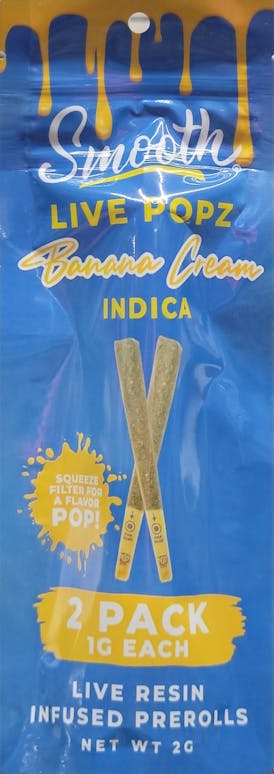 Smooth
LIVE POPZ
Banana Cream
INDICA
SQUEEZE
FILTER FOR
A FLAVOR
POP!
2 PACK
1G EACH
LIVE RESIN
INFUSED PREROLLS
NET WT 2G